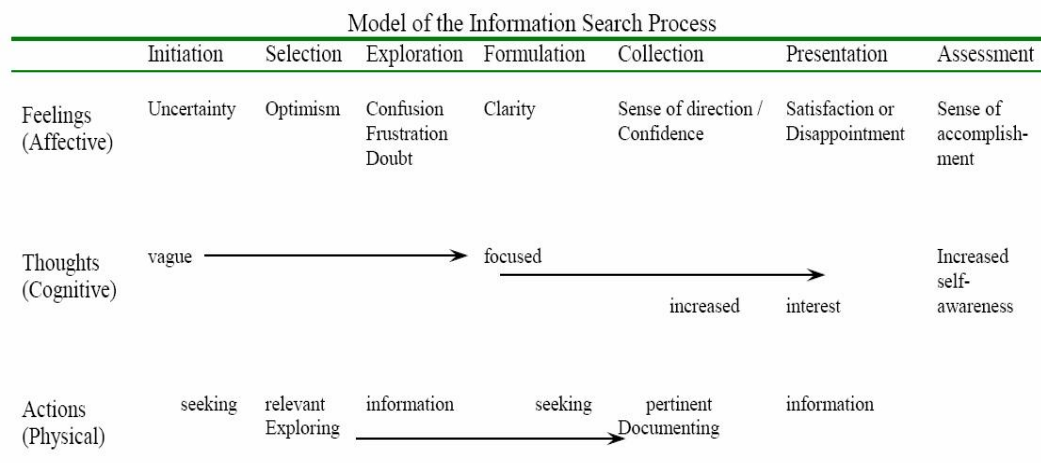 Model of the Information Search Process
Initiation Selection Exploration Formulation Collection Presentation Assessment
Feelings (Affective)
Uncertainty
Optimism
Confusion
Frustration
Doubt
Clarity
Sense of direction /
Confidence
Satisfaction or
Disappointment
Sense of
accomplish-
ment
Thoughts
(Cognitive)
vague
focused
increased interest
Increased
self-
awareness
Actions
(Physical)
seeking relevant information seeking pertinent information
Exploring
Documenting